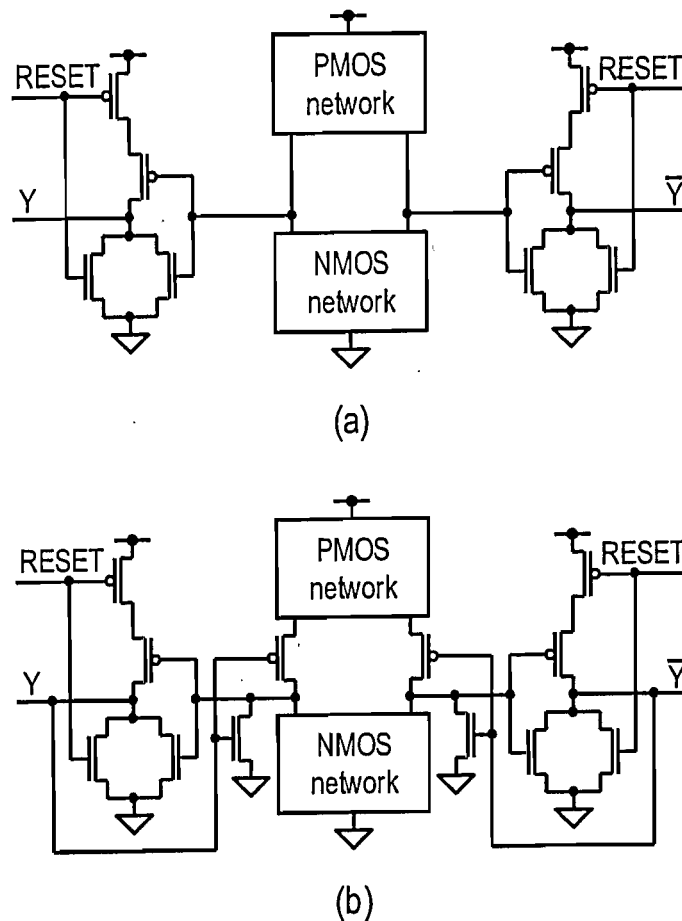 RESET
PMOS
network
RESET
Y
Y̅
NMOS
network
(a)
RESET
PMOS
network
RESET
Y
Y̅
NMOS
network
(b)